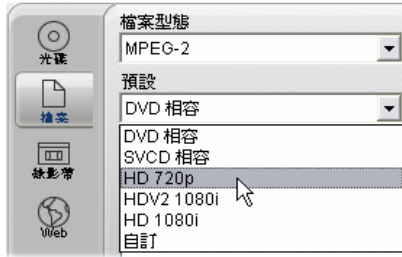 光碟
檔案
錄影帶
Web
檔案型態
MPEG-2
預設
DVD 相容
DVD 相容
SVCD 相容
HD 720p
HDV2 1080i
HD 1080i
自訂